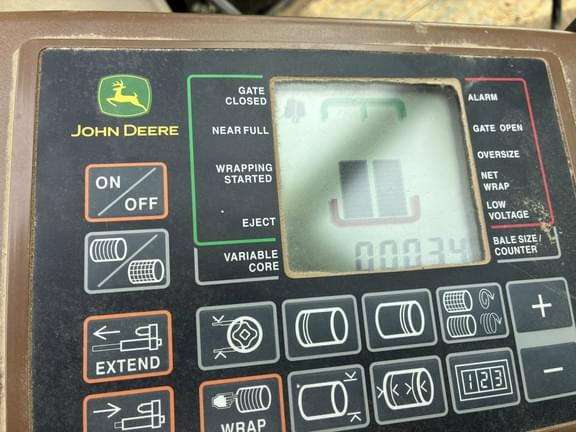 JOHN DEERE
ON
OFF
EXTEND
GATE
CLOSED
NEAR FULL
WRAPPING
STARTED
EJECT
VARIABLE
CORE
00034
ALARM
GATE OPEN
OVERSIZE
NET
WRAP
LOW
VOLTAGE
BALE SIZE/
COUNTER
WRAP
123
+
−